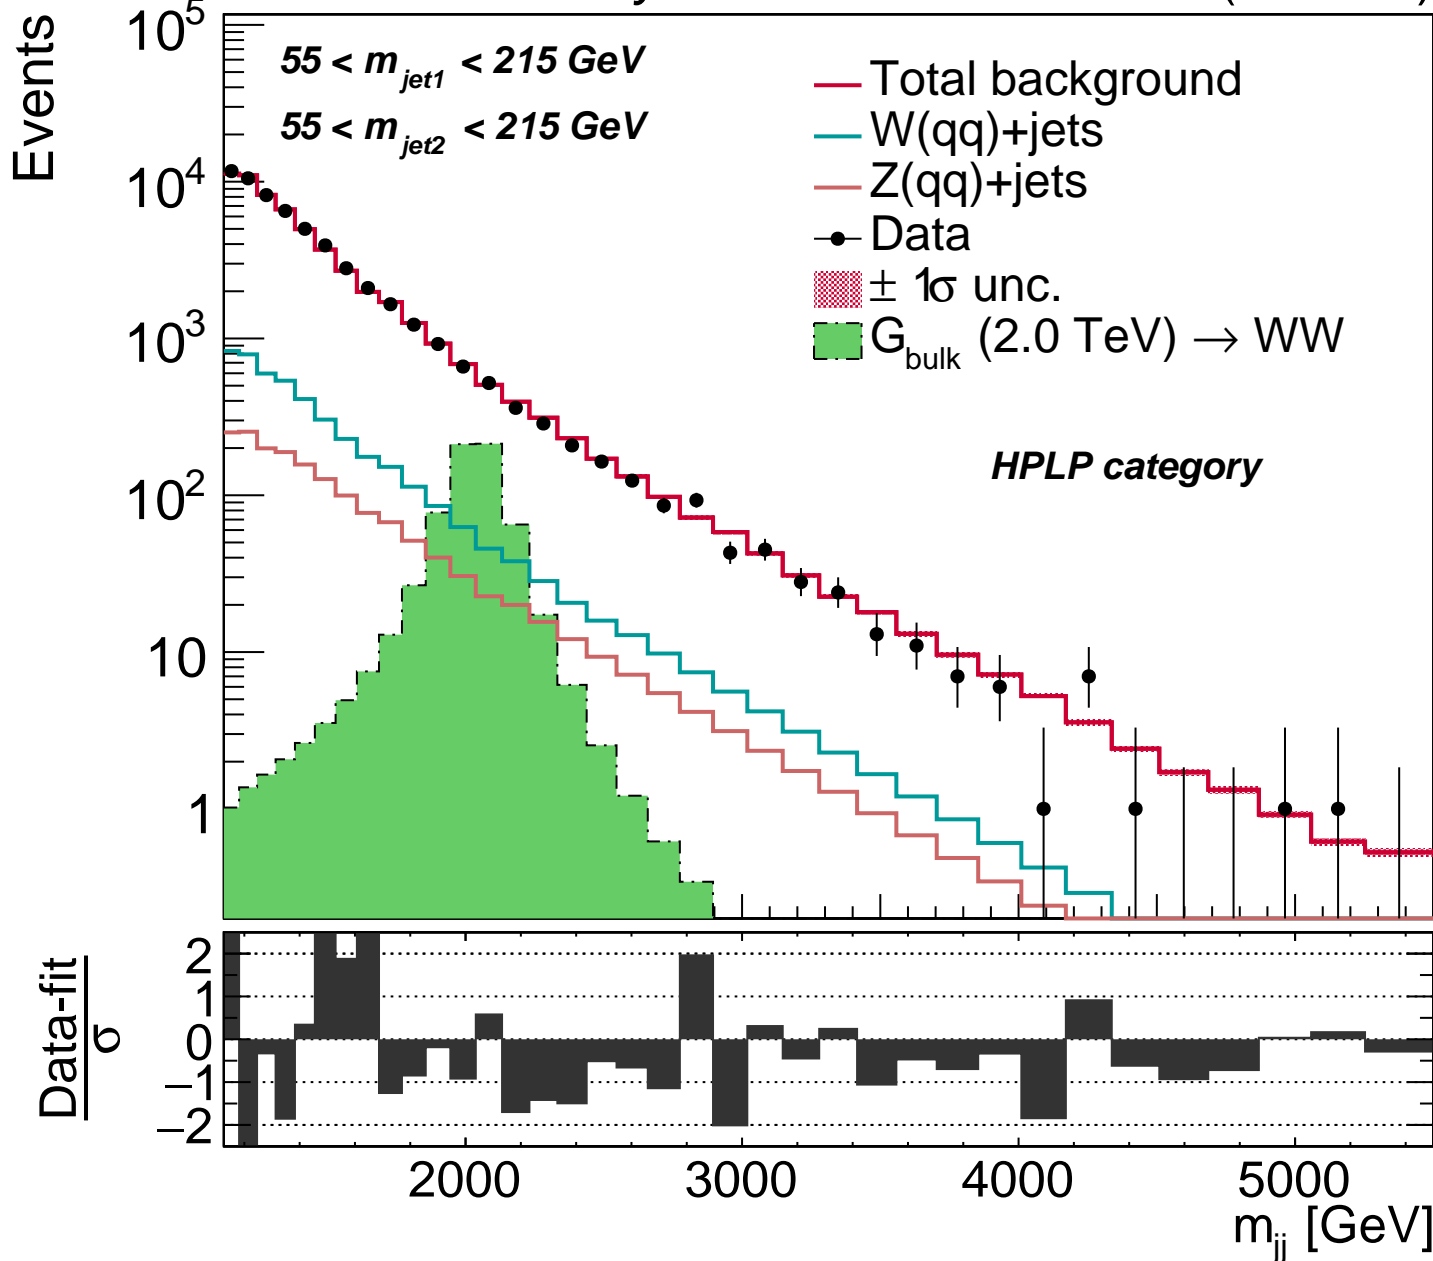 Events
10^5
10^4
10^3
10^2
10
1
55 < m_jet1 < 215 GeV
55 < m_jet2 < 215 GeV
Total background
W(qq)+jets
Z(qq)+jets
Data
± 1σ unc.
G_bulk (2.0 TeV) → WW
HPLP category
Data-fit
σ
2
1
0
−1
−2
2000 3000 4000 5000
m_jj [GeV]